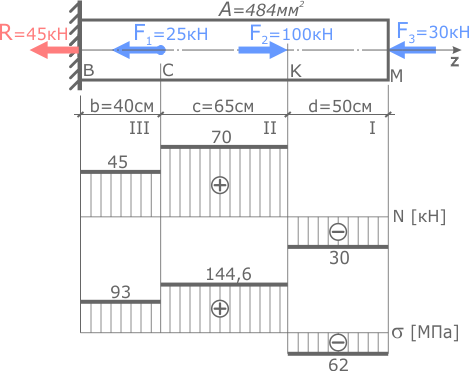 A=484мм²
R=45кН
F₁=25кН
F₂=100кН
F₃=30кН
B
C
K
M
z
b=40см
c=65см
d=50см
III
II
I
45
70
+
−
30
N [кН]
93
144,6
+
−
62
σ [МПа]